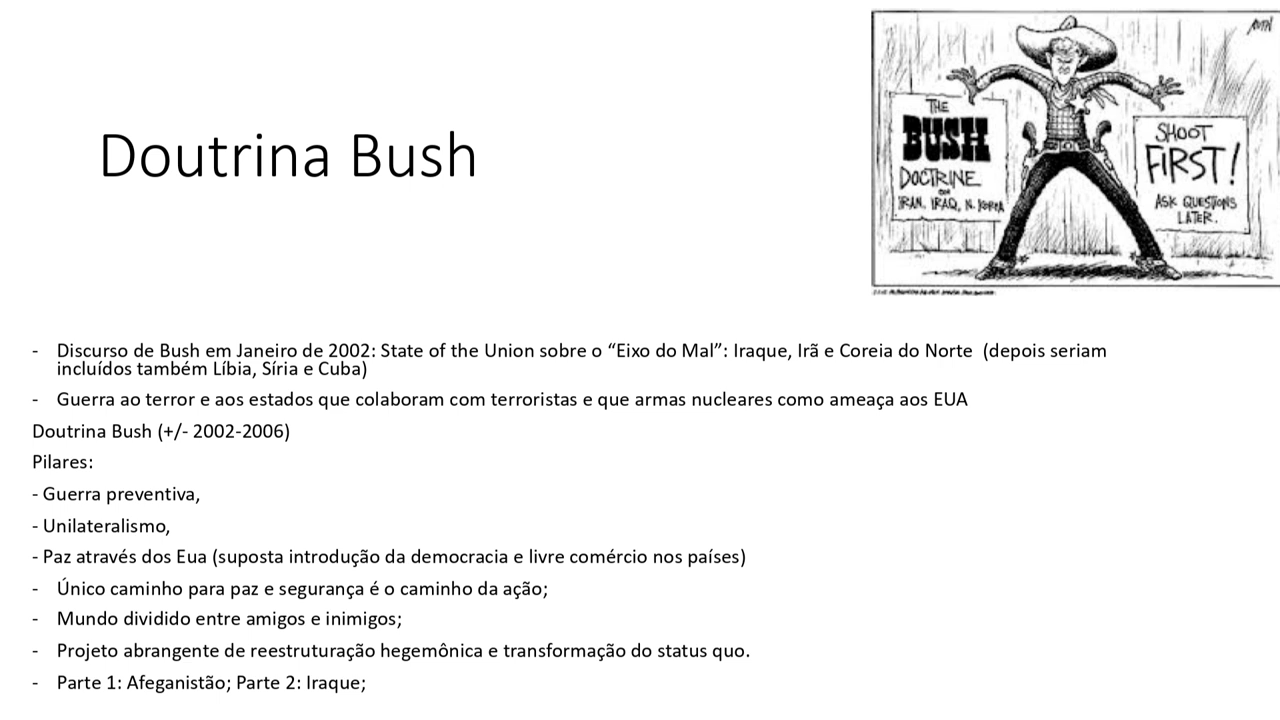 Doutrina Bush
RUTH
THE
BUSH
DOCTRINE
ON
IRAN, IRAQ, N. KOREA
SHOOT
FIRST!
ASK QUESTIONS
LATER.
- Discurso de Bush em Janeiro de 2002: State of the Union sobre o “Eixo do Mal”: Iraque, Irã e Coreia do Norte (depois seriam
incluídos também Líbia, Síria e Cuba)
- Guerra ao terror e aos estados que colaboram com terroristas e que armas nucleares como ameaça aos EUA
Doutrina Bush (+/- 2002-2006)
Pilares:
- Guerra preventiva,
- Unilateralismo,
- Paz através dos Eua (suposta introdução da democracia e livre comércio nos países)
- Único caminho para paz e segurança é o caminho da ação;
- Mundo dividido entre amigos e inimigos;
- Projeto abrangente de reestruturação hegemônica e transformação do status quo.
- Parte 1: Afeganistão; Parte 2: Iraque;